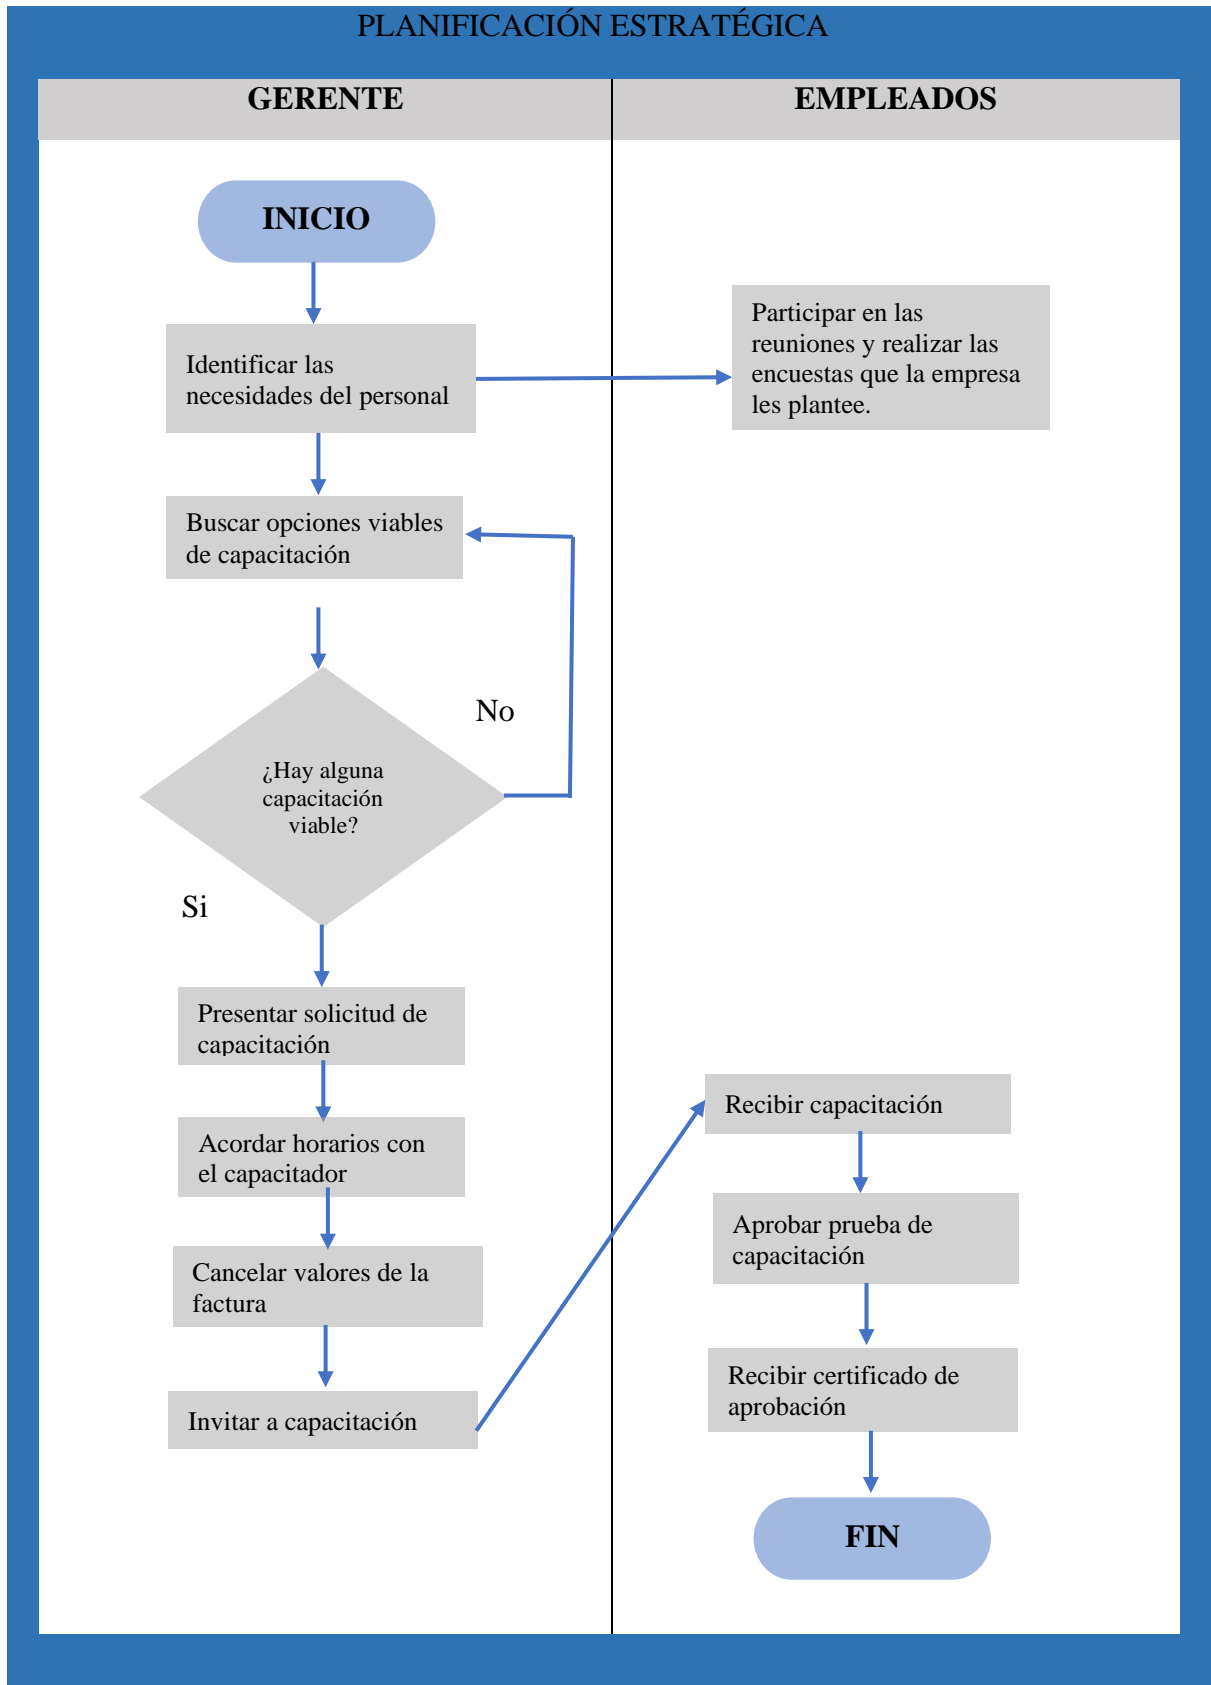 PLANIFICACIÓN ESTRATÉGICA
GERENTE
EMPLEADOS
INICIO
Identificar las
necesidades del personal
Participar en las
reuniones y realizar las
encuestas que la empresa
les plantee.
Buscar opciones viables
de capacitación
No
¿Hay alguna
capacitación
viable?
Si
Presentar solicitud de
capacitación
Acordar horarios con
el capacitador
Cancelar valores de la
factura
Invitar a capacitación
Recibir capacitación
Aprobar prueba de
capacitación
Recibir certificado de
aprobación
FIN